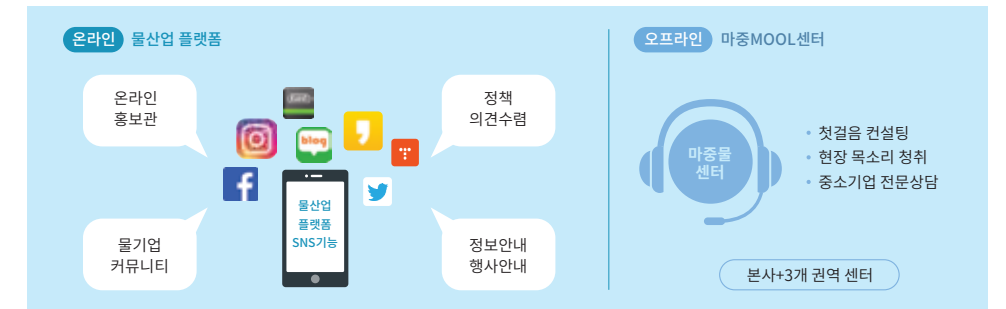 온라인 물산업 플랫폼
온라인
홍보관
정책
의견수렴
blog
물산업
플랫폼
SNS기능
물기업
커뮤니티
정보안내
행사안내
오프라인 마중MOOL센터
마중물
센터
• 첫걸음 컨설팅
• 현장 목소리 청취
• 중소기업 전문상담
본사+3개 권역 센터